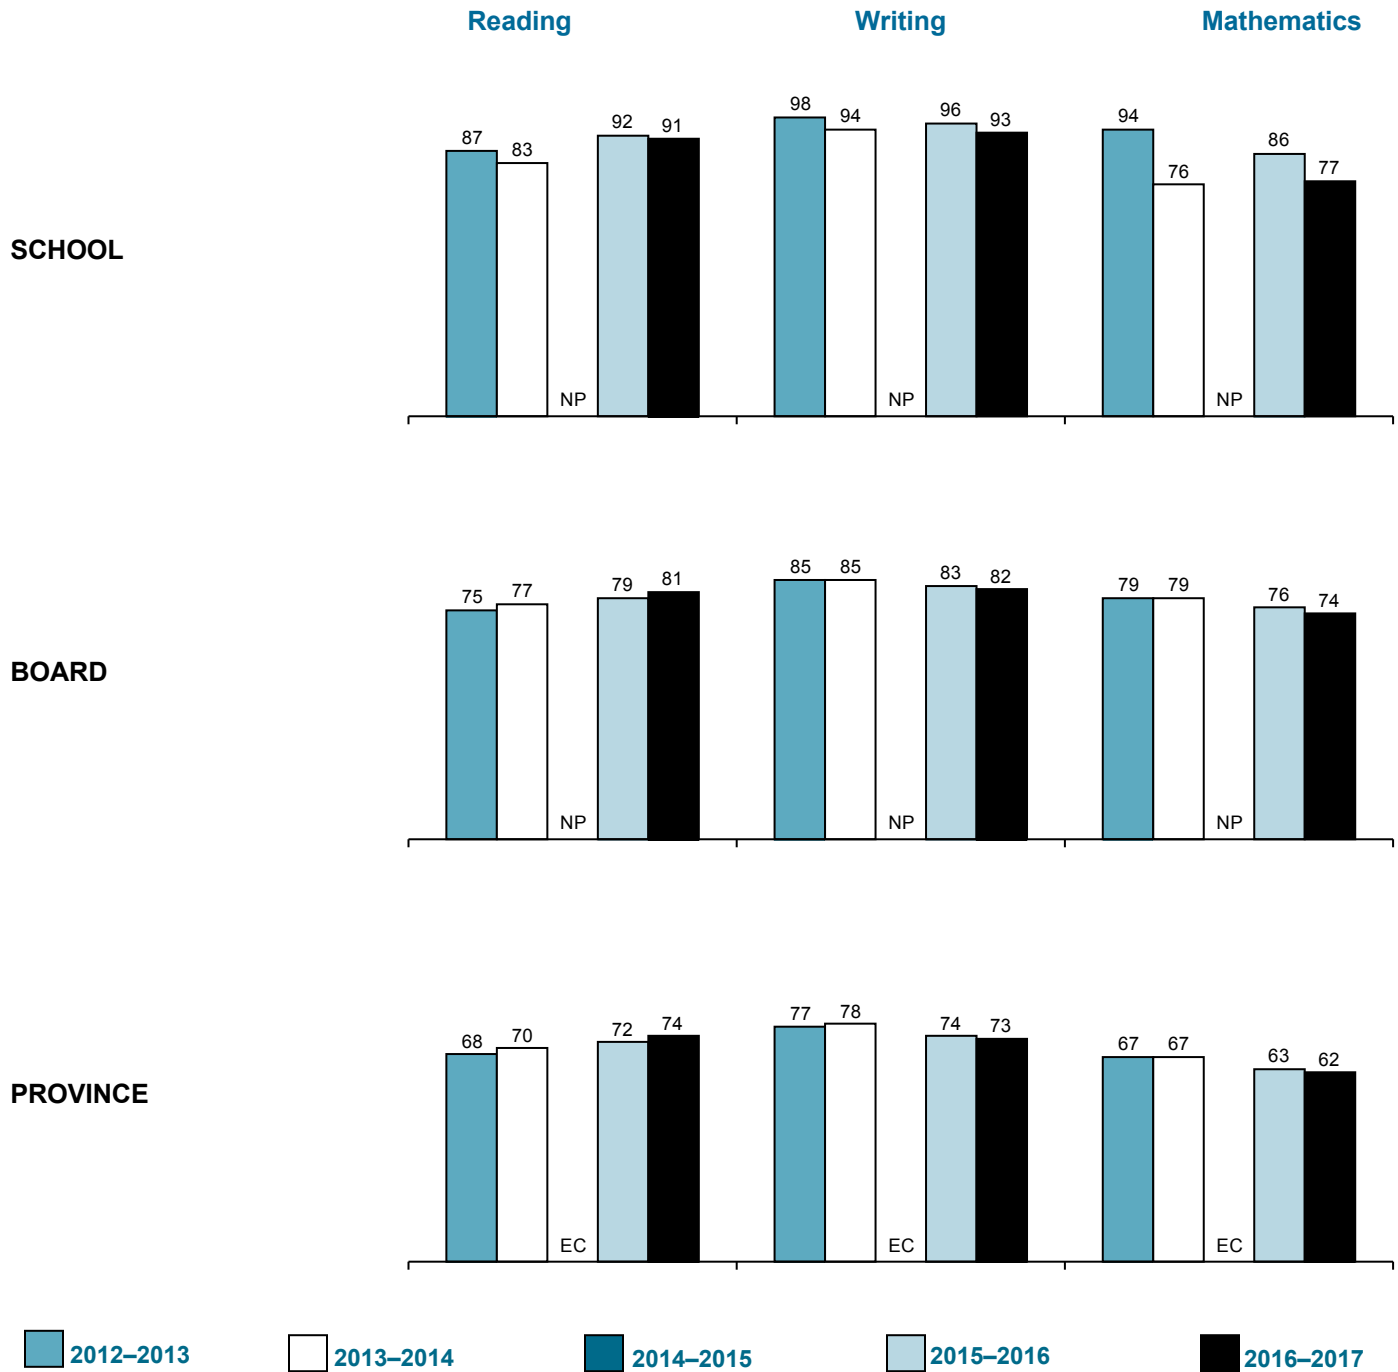 Reading Writing Mathematics
SCHOOL
87 83 NP 92 91 98 94 NP 96 93 94 76 NP 86 77
BOARD
75 77 NP 79 81 85 85 NP 83 82 79 79 NP 76 74
PROVINCE
68 70 EC 72 74 77 78 EC 74 73 67 67 EC 63 62
2012–2013 2013–2014 2014–2015 2015–2016 2016–2017